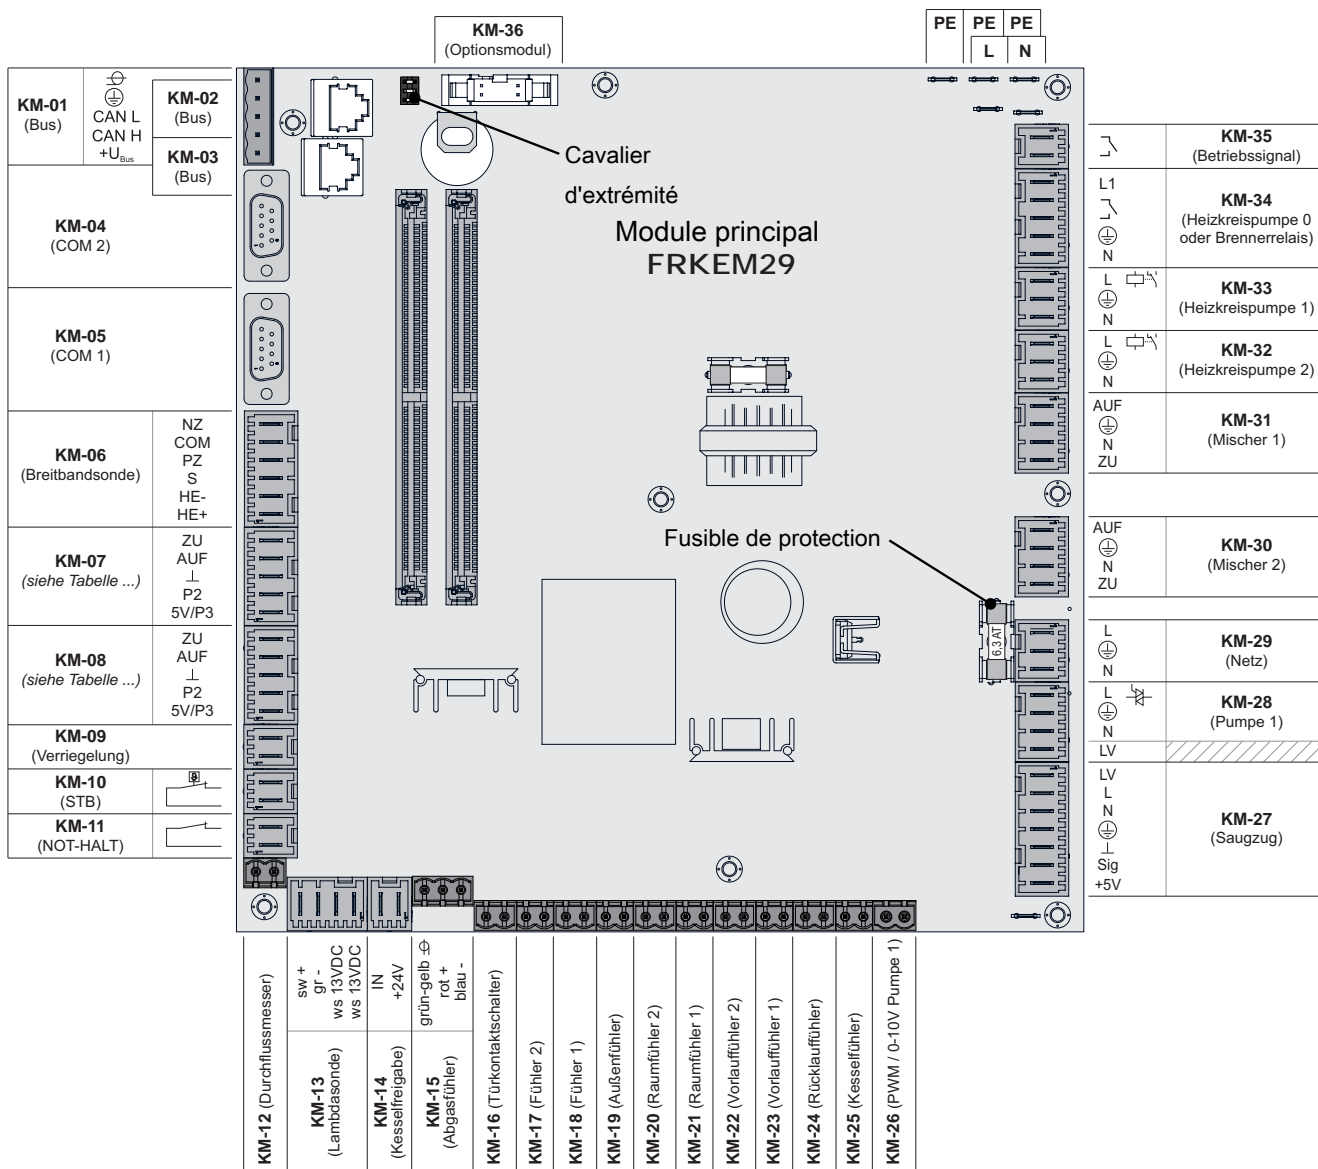 KM-36
(Optionsmodul)
PE PE PE
L N
KM-01
(Bus)
CAN L
CAN H
+U Bus
KM-02
(Bus)
KM-03
(Bus)
KM-04
(COM 2)
KM-05
(COM 1)
KM-06
(Breitbandsonde)
NZ
COM
PZ
S
HE-
HE+
KM-07
(siehe Tabelle ...)
ZU
AUF
P2
5V/P3
KM-08
(siehe Tabelle ...)
ZU
AUF
P2
5V/P3
KM-09
(Verriegelung)
KM-10
(STB)
KM-11
(NOT-HALT)
Cavalier
d'extrémité
Module principal
FRKEM29
Fusible de protection
6,3 AT
KM-35
(Betriebssignal)
L1
N
KM-34
(Heizkreispumpe 0
oder Brennerrelais)
L
N
KM-33
(Heizkreispumpe 1)
L
N
KM-32
(Heizkreispumpe 2)
AUF
N
ZU
KM-31
(Mischer 1)
AUF
N
ZU
KM-30
(Mischer 2)
L
N
KM-29
(Netz)
L
N
LV
KM-28
(Pumpe 1)
LV
L
N
Sig
+5V
KM-27
(Saugzug)
KM-12 (Durchflussmesser)
sw +
gr -
ws 13VDC
ws 13VDC
KM-13
(Lambdasonde)
IN
+24V
KM-14
(Kesselfreigabe)
grün-gelb
rot +
blau -
KM-15
(Abgasfühler)
KM-16 (Türkontaktschalter)
KM-17 (Fühler 2)
KM-18 (Fühler 1)
KM-19 (Außenfühler)
KM-20 (Raumfühler 2)
KM-21 (Raumfühler 1)
KM-22 (Vorlauffühler 2)
KM-23 (Vorlauffühler 1)
KM-24 (Rücklauffühler)
KM-25 (Kesselfühler)
KM-26 (PWM / 0-10V Pumpe 1)